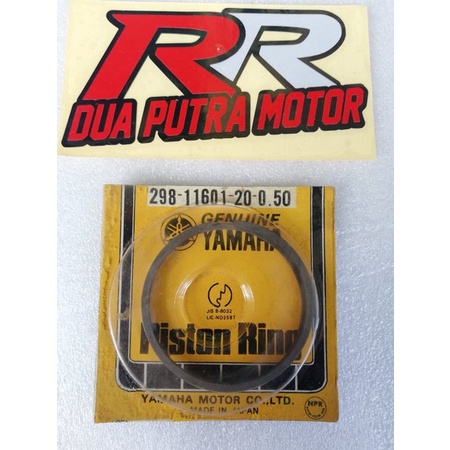 RR
DUA PUTRA MOTOR
298-11601-20-0.50
GENUINE
YAMAHA
JIS B-8032
Piston Ring
YAMAHA MOTOR CO.,LTD.
MADE IN JAPAN
NPR